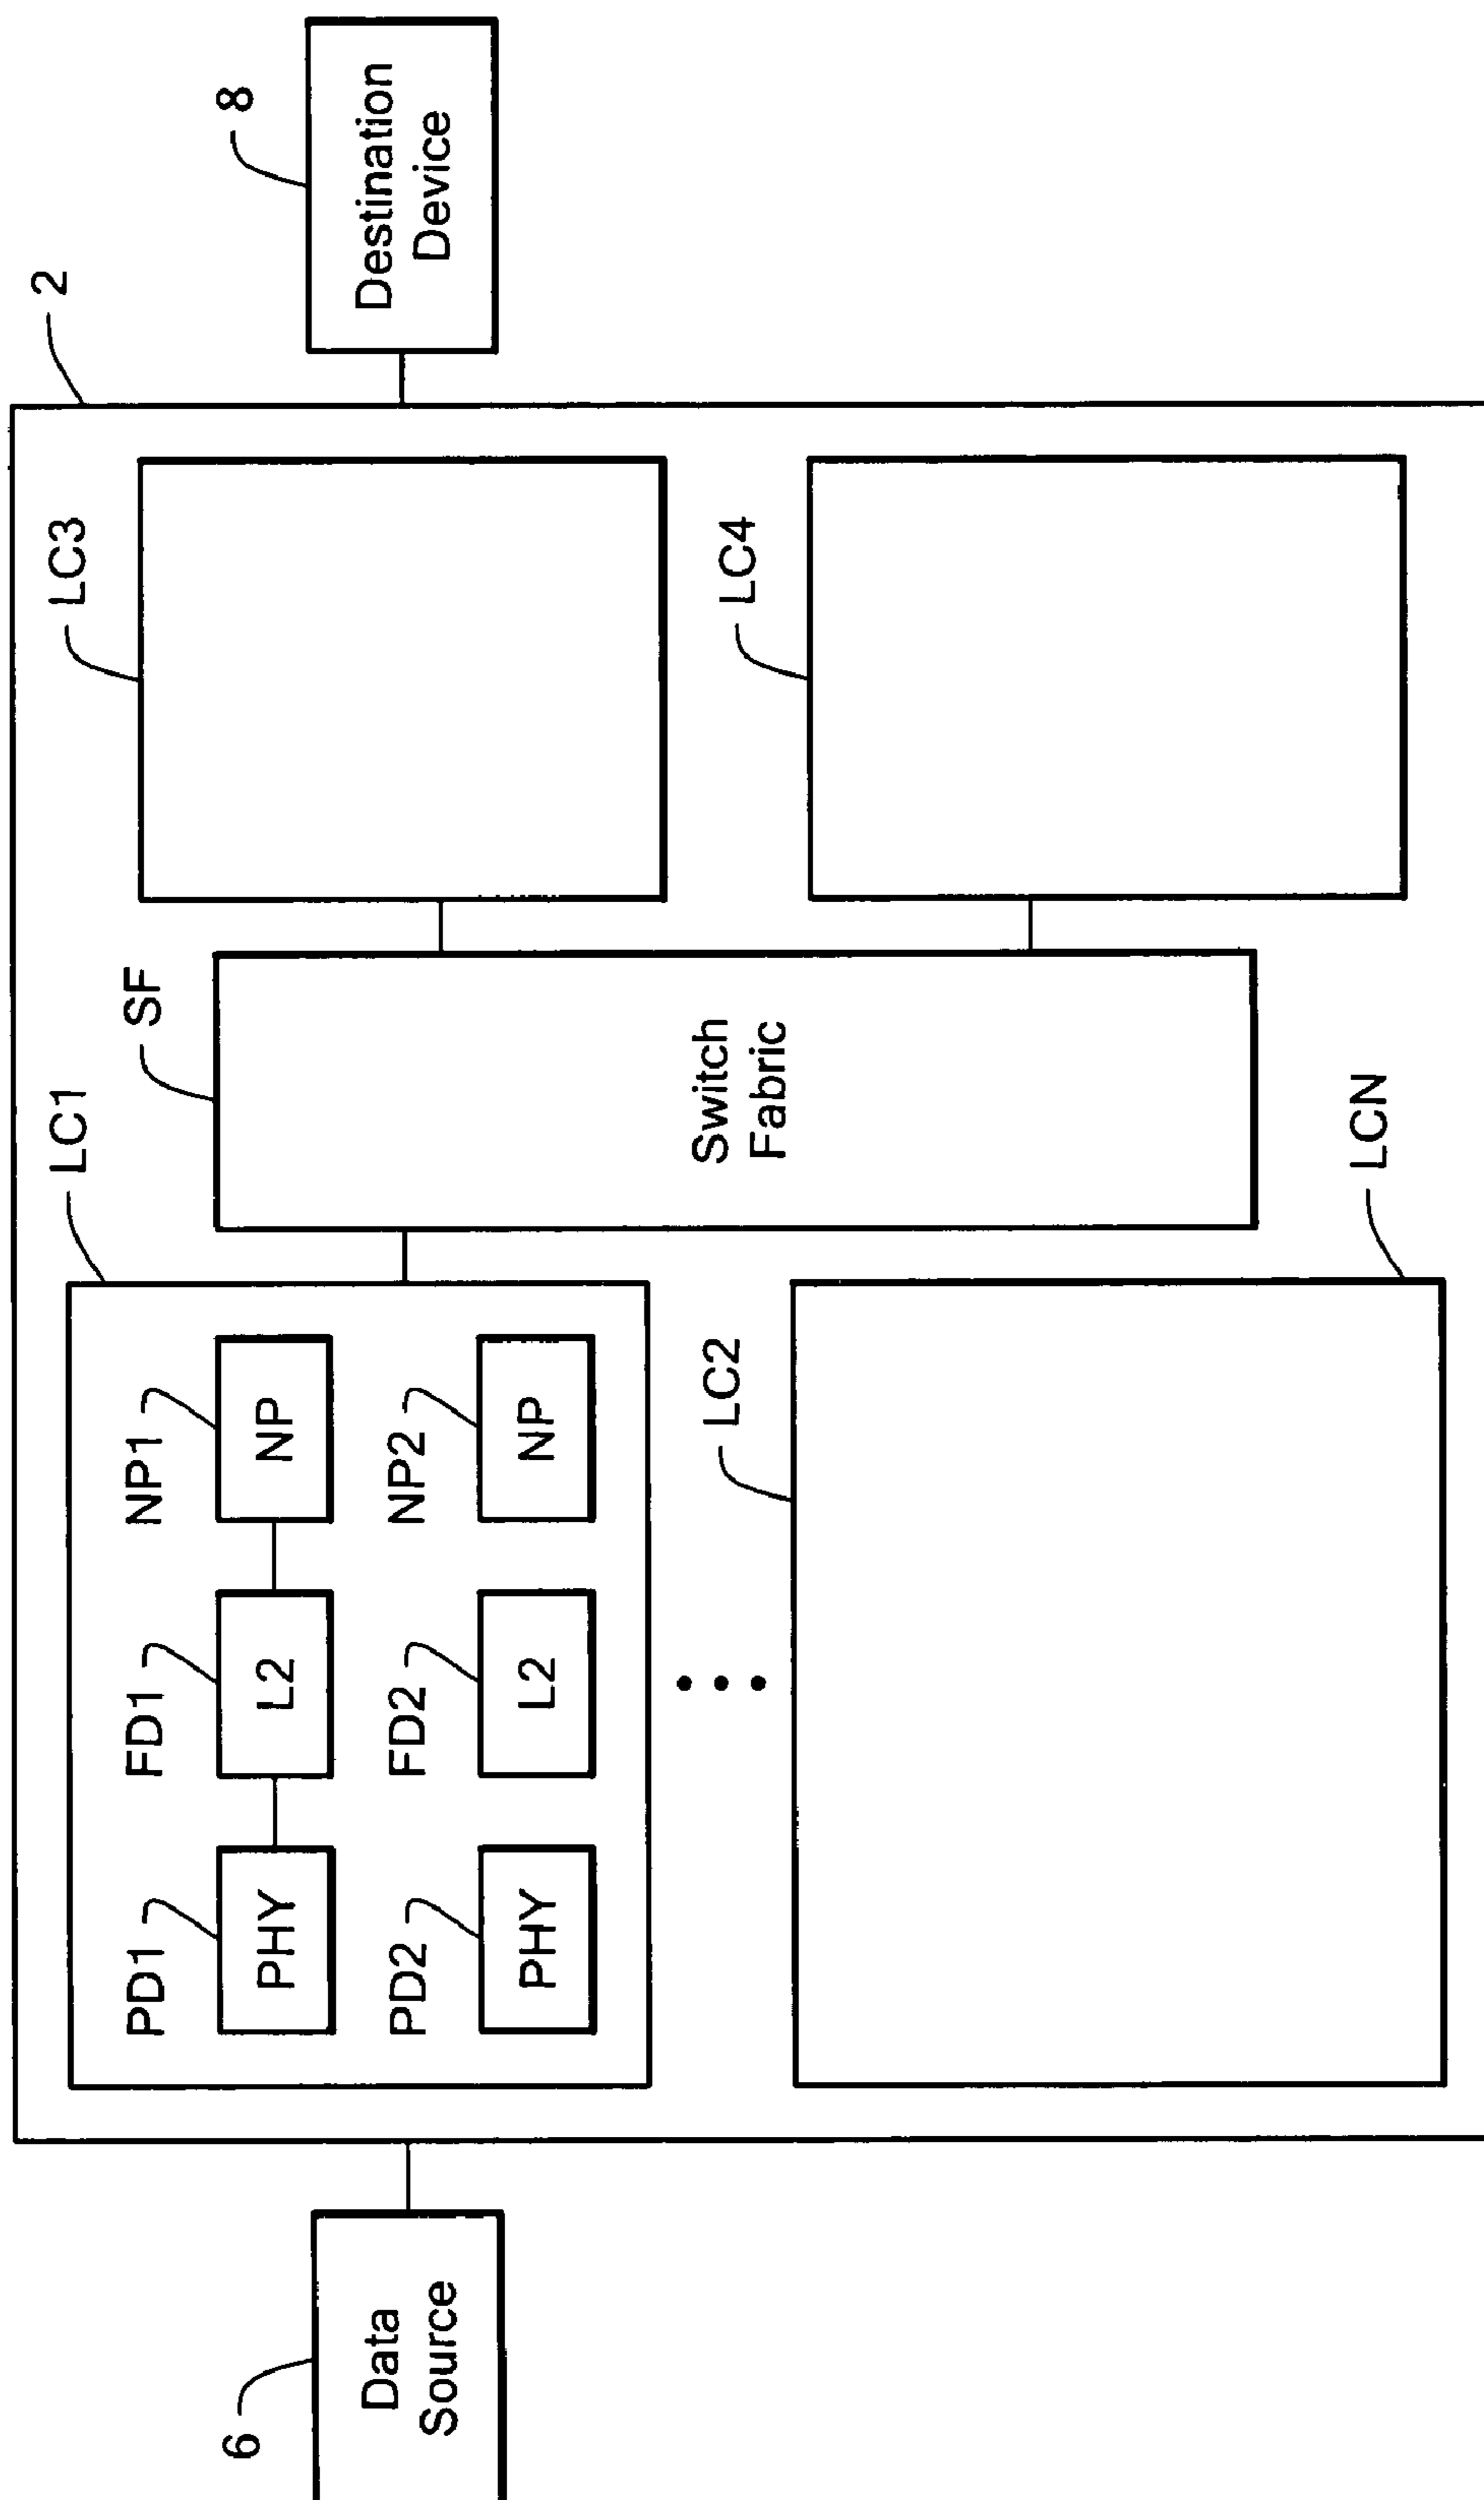 6
Data
Source
2
LC1
PD1
PHY
FD1
L2
NP1
NP
PD2
PHY
FD2
L2
NP2
NP
LC2
LCN
SF
Switch
Fabric
LC3
LC4
8
Destination
Device